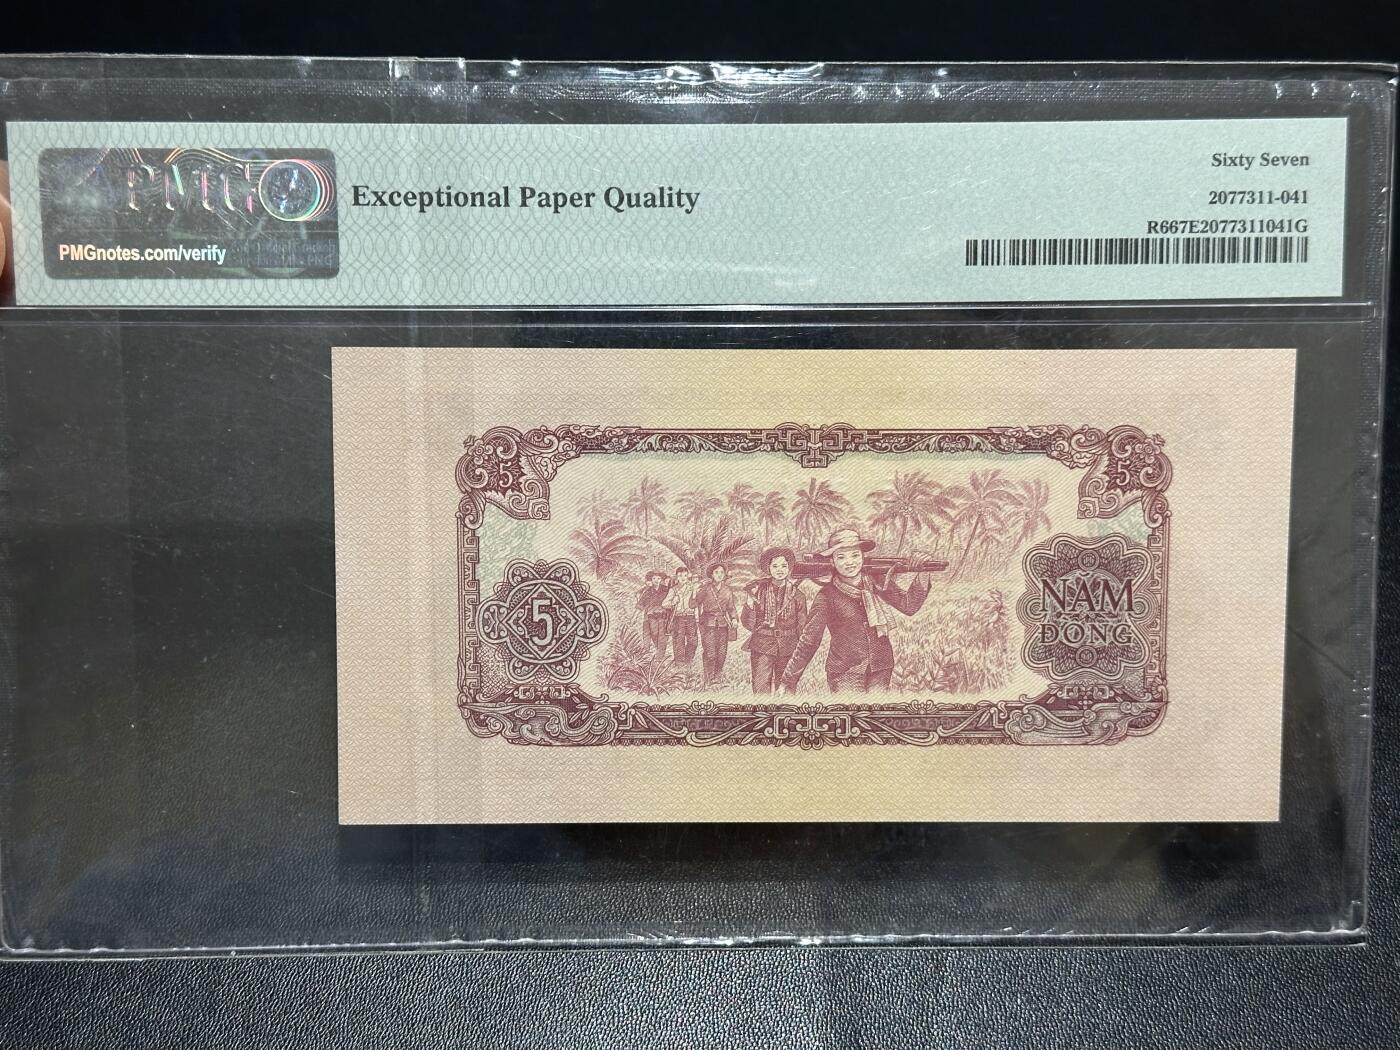 PMG
PMGnotes.com/verify
Exceptional Paper Quality
Sixty Seven
2077311-041
R667E2077311041G
5
5
5
NĂM
ĐỒNG